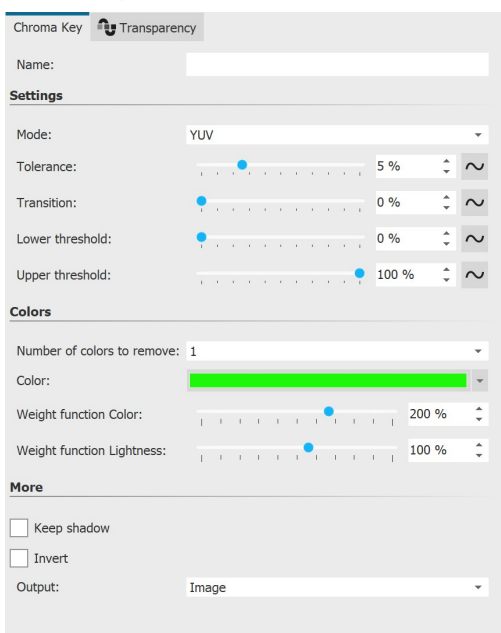 Chroma Key Transparency
Name:
Settings
Mode: YUV
Tolerance: 5 %
Transition: 0 %
Lower threshold: 0 %
Upper threshold: 100 %
Colors
Number of colors to remove: 1
Color:
Weight function Color: 200 %
Weight function Lightness: 100 %
More
Keep shadow
Invert
Output: Image